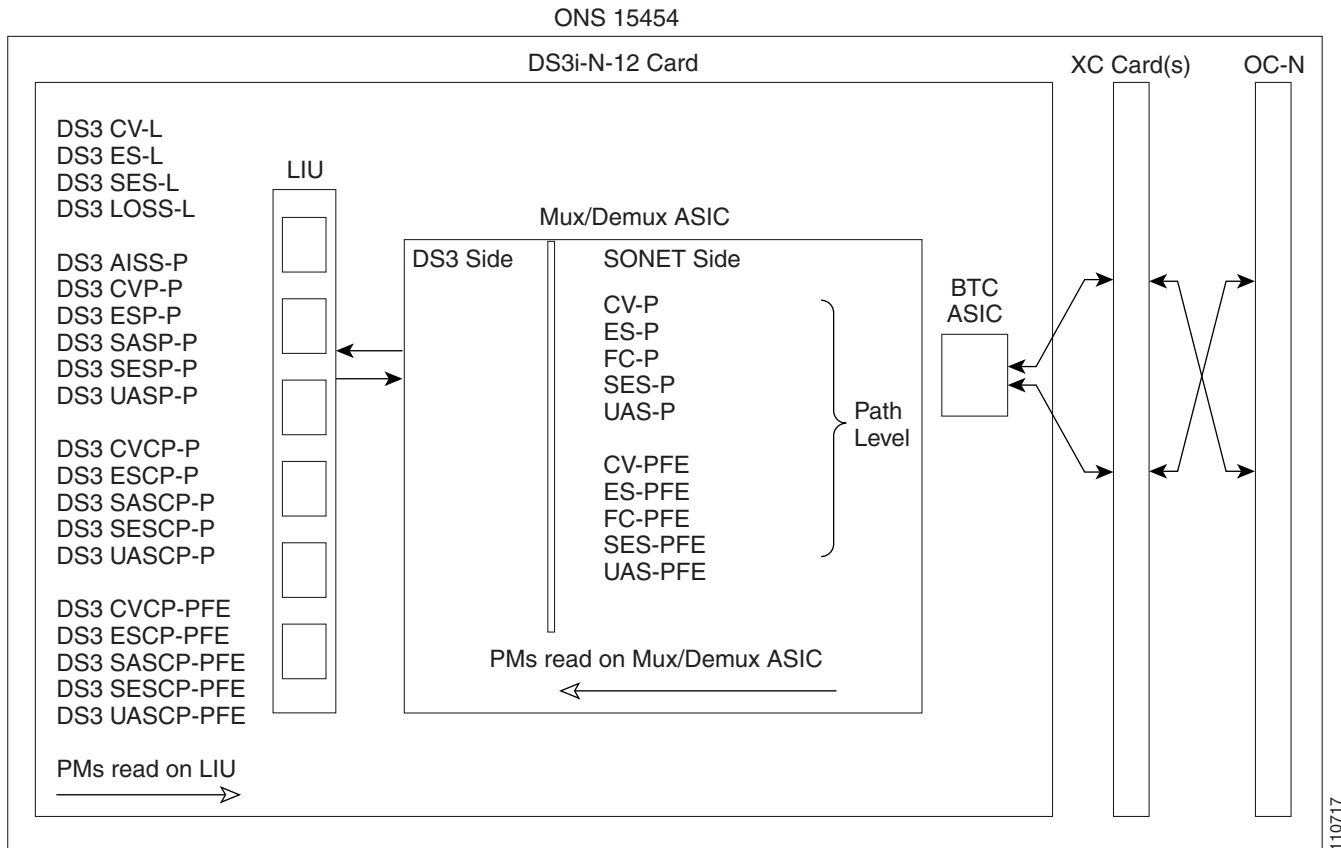 ONS 15454
DS3i-N-12 Card
XC Card(s)
OC-N
DS3 CV-L
DS3 ES-L
DS3 SES-L
DS3 LOSS-L
DS3 AISS-P
DS3 CVP-P
DS3 ESP-P
DS3 SASP-P
DS3 SESP-P
DS3 UASP-P
DS3 CVCP-P
DS3 ESCP-P
DS3 SASCP-P
DS3 SESCP-P
DS3 UASCP-P
DS3 CVCP-PFE
DS3 ESCP-PFE
DS3 SASCP-PFE
DS3 SESCP-PFE
DS3 UASCP-PFE
PMs read on LIU
LIU
Mux/Demux ASIC
DS3 Side
SONET Side
CV-P
ES-P
FC-P
SES-P
UAS-P
CV-PFE
ES-PFE
FC-PFE
SES-PFE
UAS-PFE
Path
Level
PMs read on Mux/Demux ASIC
BTC
ASIC
110717